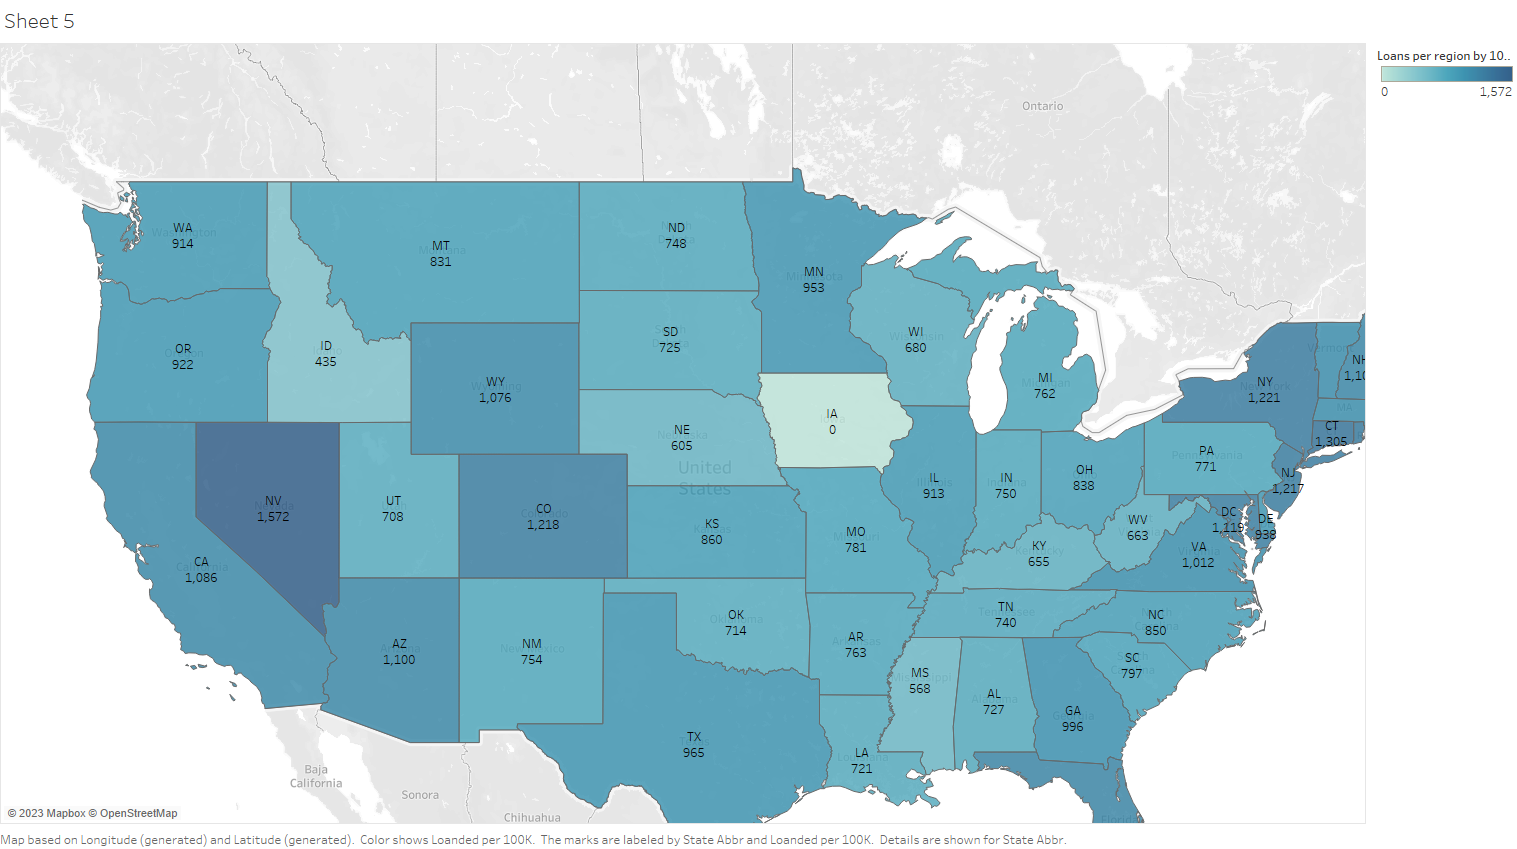 Sheet 5
Loans per region by 10..
0
1,572
Ontario
WA
914
MT
831
ND
748
MN
953
OR
922
ID
435
SD
725
WI
680
WY
1,076
MI
762
NY
1,221
Vermont
NH
1,10
MA
IA
0
NE
605
CT
1,305
United
States
PA
771
NV
1,572
UT
708
CO
1,218
KS
860
MO
781
IL
913
IN
750
OH
838
NJ
1,217
WV
663
DC
1,119
DE
938
VA
1,012
KY
655
CA
1,086
AZ
1,100
NM
754
OK
714
AR
763
TN
740
NC
850
SC
797
MS
568
AL
727
GA
996
TX
965
LA
721
Florida
Baja
California
Sonora
Chihuahua
© 2023 Mapbox © OpenStreetMap
Map based on Longitude (generated) and Latitude (generated). Color shows Loanded per 100K. The marks are labeled by State Abbr and Loanded per 100K. Details are shown for State Abbr.